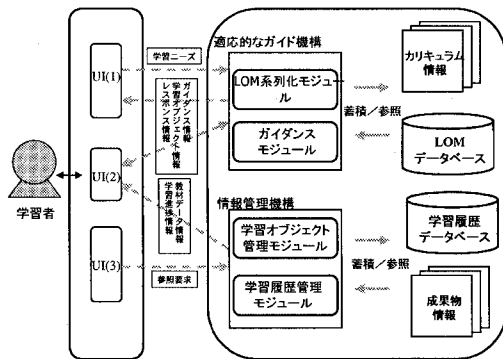 学習者
UI(1)
UI(2)
UI(3)
学習ニーズ
ガイダンス情報
学習オブジェクト情報
レスポンス情報
教材データ情報
学習進捗情報
参照要求
適応的なガイド機構
LOM系列化モジュー
ル
ガイダンス
モジュール
情報管理機構
学習オブジェクト
管理モジュール
学習履歴管理
モジュール
カリキュラム
情報
蓄積/参照
LOM
データベース
学習履歴
データベース
蓄積/参照
成果物
情報